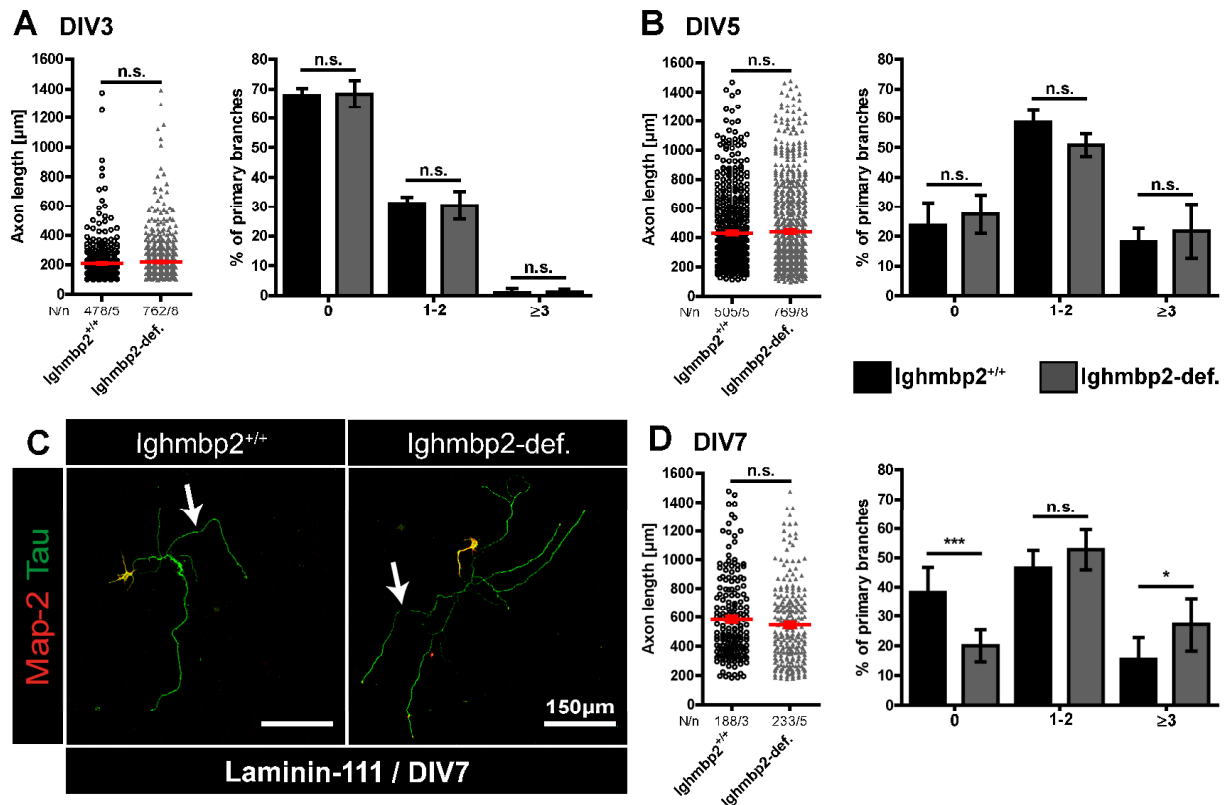 A DIV3
1600
1400
1200
1000
800
600
400
200
0
Axon length [µm]
n.s.
N/n 478/5 762/8
Ighmbp2+/+
Ighmbp2-def.
80
70
60
50
40
30
20
10
0
% of primary branches
n.s.
n.s.
n.s.
0 1-2 ≥3
B DIV5
1600
1400
1200
1000
800
600
400
200
0
Axon length [µm]
n.s.
N/n 505/5 769/8
Ighmbp2+/+
Ighmbp2-def.
80
70
60
50
40
30
20
10
0
% of primary branches
n.s.
n.s.
n.s.
0 1-2 ≥3
Ighmbp2+/+ Ighmbp2-def.
C
Ighmbp2+/+ Ighmbp2-def.
Map-2 Tau
150µm
Laminin-111 / DIV7
D DIV7
1600
1400
1200
1000
800
600
400
200
0
Axon length [µm]
n.s.
N/n 188/3 233/5
Ighmbp2+/+
Ighmbp2-def.
80
70
60
50
40
30
20
10
0
% of primary branches
***
n.s.
*
0 1-2 ≥3